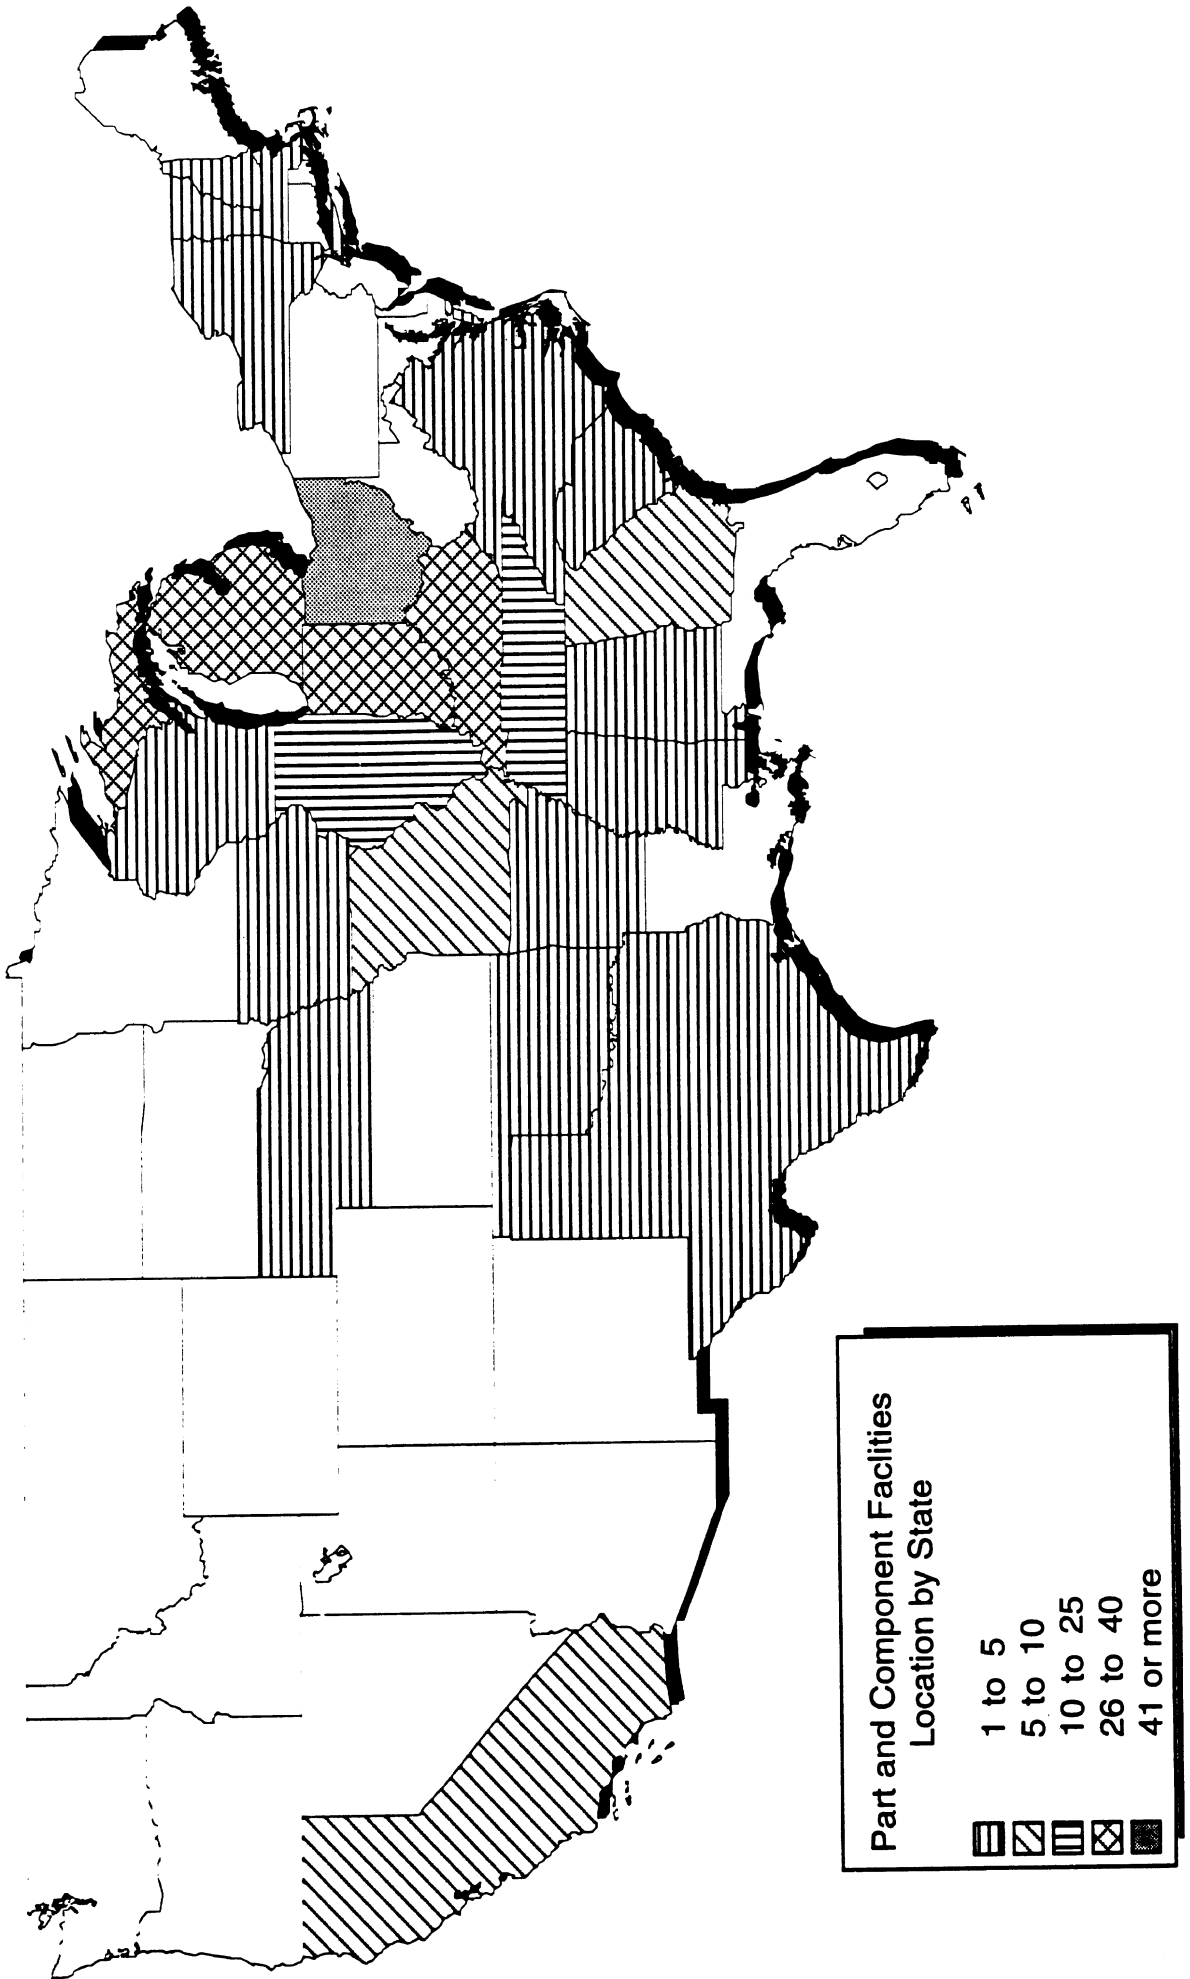 Part and Component Faclities
Location by State
1 to 5
5 to 10
10 to 25
26 to 40
41 or more